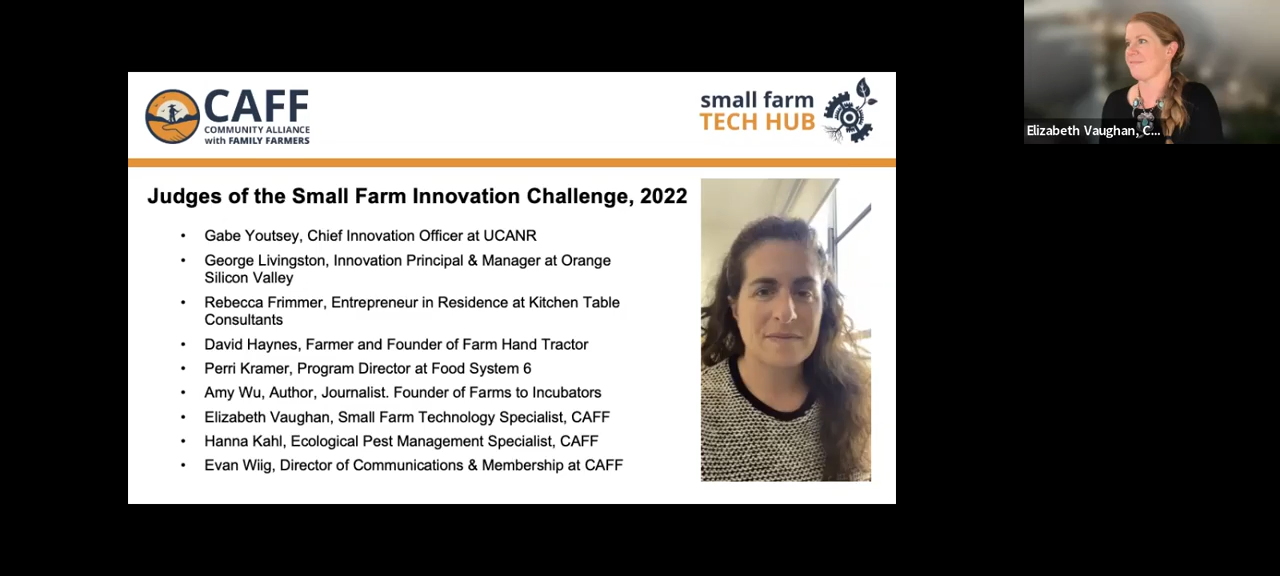 CAFF
COMMUNITY ALLIANCE
with FAMILY FARMERS
small farm
TECH HUB
Elizabeth Vaughan, C...
Judges of the Small Farm Innovation Challenge, 2022
• Gabe Youtsey, Chief Innovation Officer at UCANR
• George Livingston, Innovation Principal & Manager at Orange
Silicon Valley
• Rebecca Frimmer, Entrepreneur in Residence at Kitchen Table
Consultants
• David Haynes, Farmer and Founder of Farm Hand Tractor
• Perri Kramer, Program Director at Food System 6
• Amy Wu, Author, Journalist. Founder of Farms to Incubators
• Elizabeth Vaughan, Small Farm Technology Specialist, CAFF
• Hanna Kahl, Ecological Pest Management Specialist, CAFF
• Evan Wiig, Director of Communications & Membership at CAFF